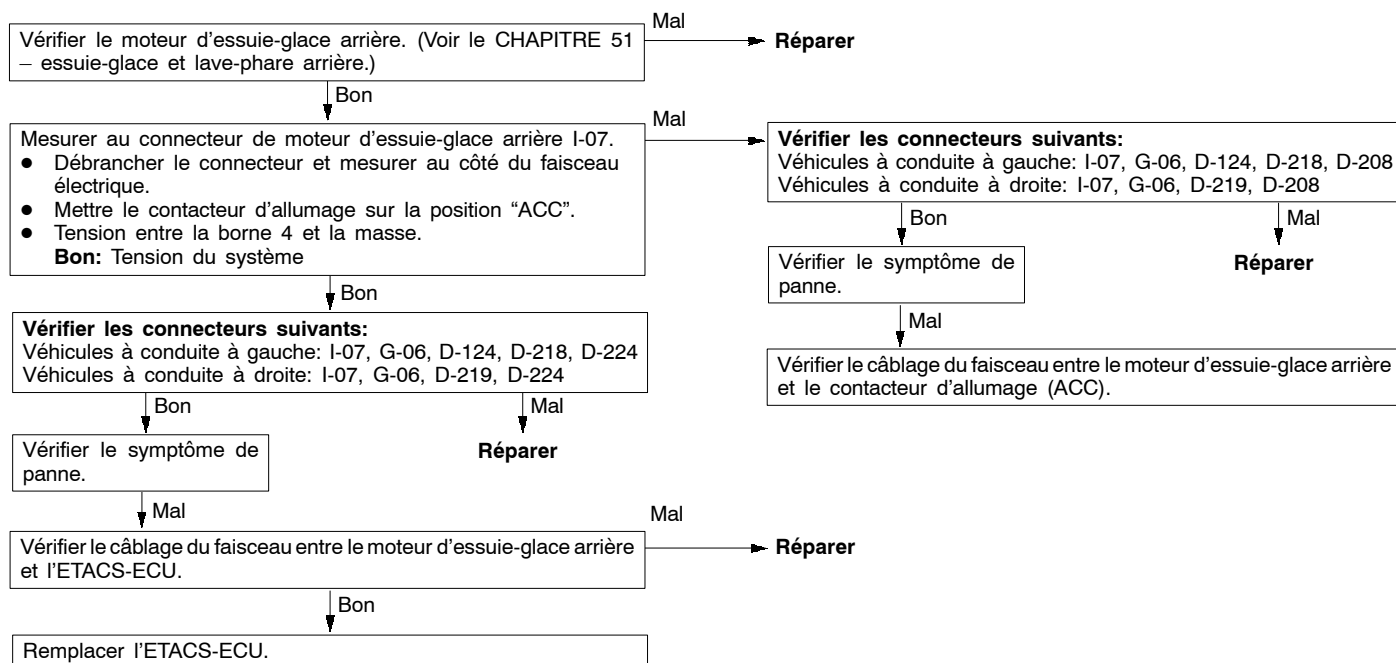 Mal
Vérifier le moteur d'essuie-glace arrière. (Voir le CHAPITRE 51
– essuie-glace et lave-phare arrière.)
Réparer
Bon
Mal
Mesurer au connecteur de moteur d'essuie-glace arrière I-07.
● Débrancher le connecteur et mesurer au côté du faisceau
électrique.
● Mettre le contacteur d'allumage sur la position “ACC”.
● Tension entre la borne 4 et la masse.
Bon: Tension du système
Vérifier les connecteurs suivants:
Véhicules à conduite à gauche: I-07, G-06, D-124, D-218, D-208
Véhicules à conduite à droite: I-07, G-06, D-219, D-208
Bon
Mal
Vérifier le symptôme de
panne.
Réparer
Mal
Vérifier le câblage du faisceau entre le moteur d'essuie-glace arrière
et le contacteur d'allumage (ACC).
Bon
Vérifier les connecteurs suivants:
Véhicules à conduite à gauche: I-07, G-06, D-124, D-218, D-224
Véhicules à conduite à droite: I-07, G-06, D-219, D-224
Bon
Mal
Vérifier le symptôme de
panne.
Réparer
Mal
Mal
Vérifier le câblage du faisceau entre le moteur d'essuie-glace arrière
et l'ETACS-ECU.
Réparer
Bon
Remplacer l'ETACS-ECU.